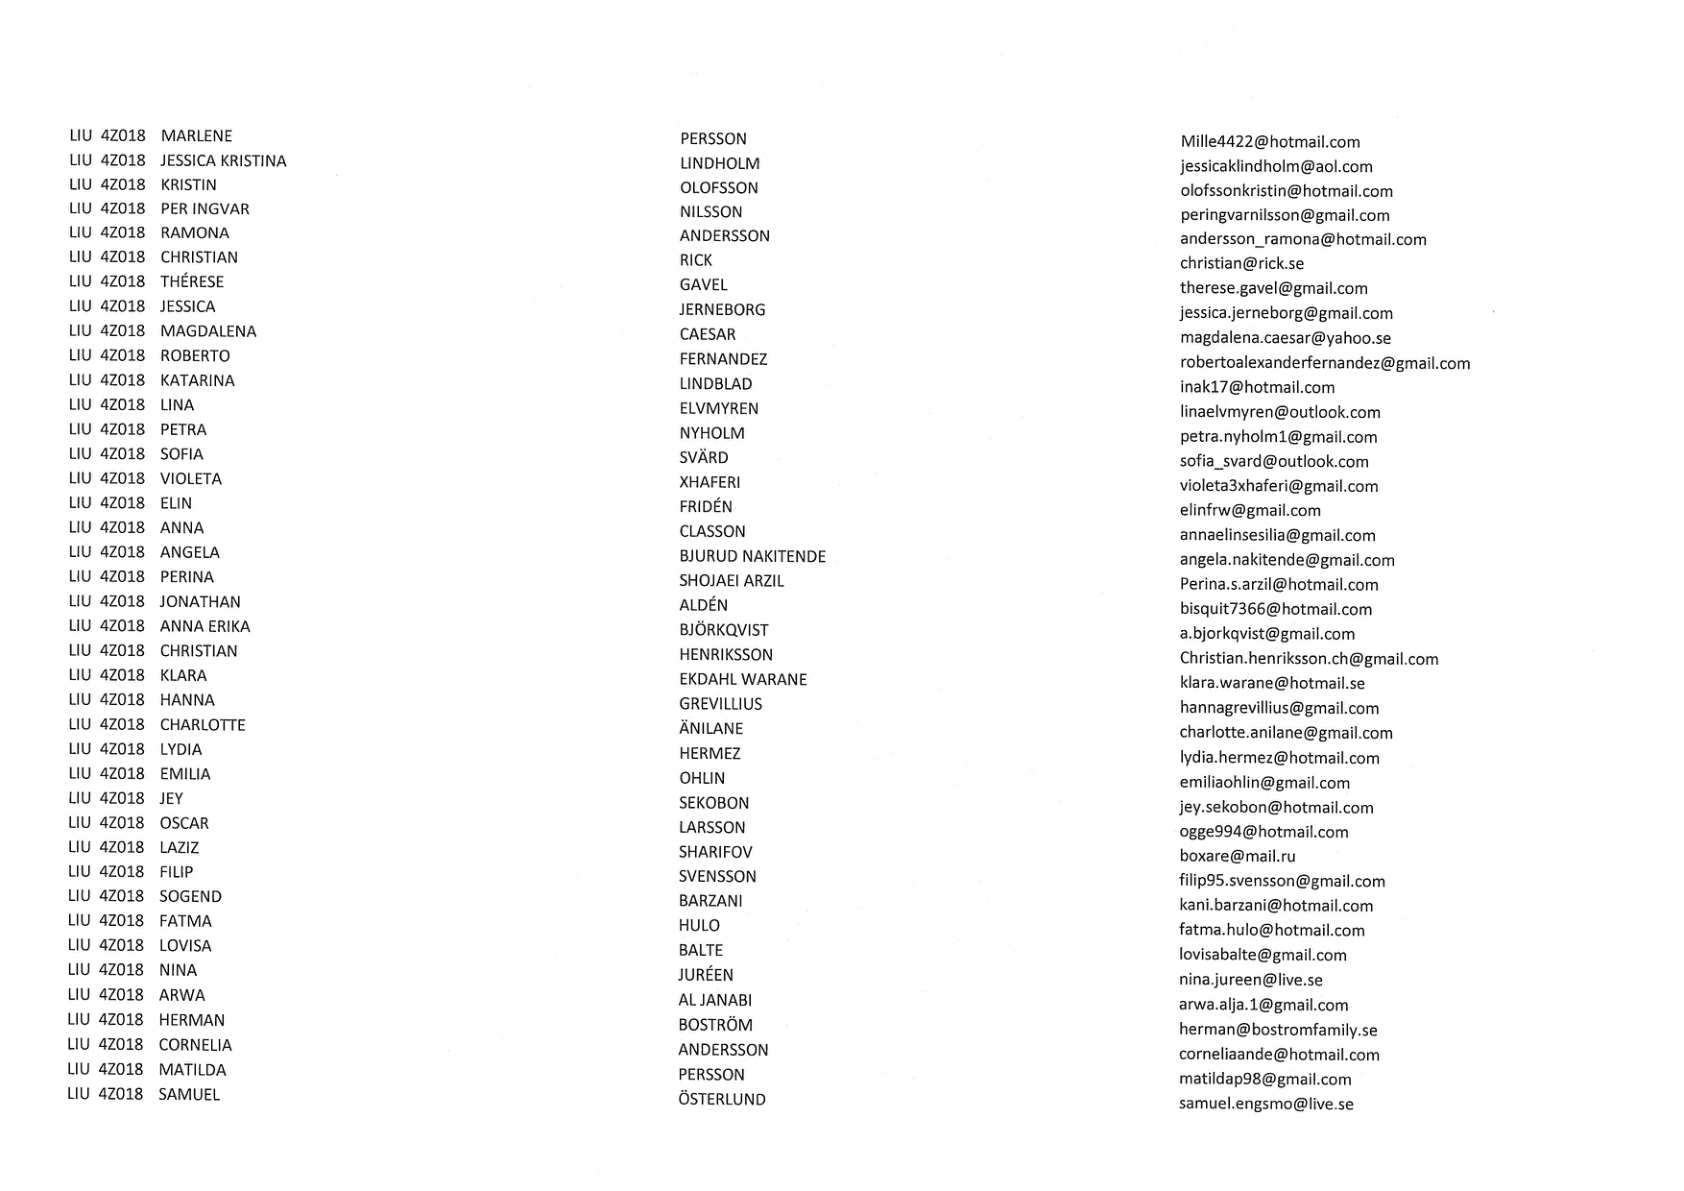 LIU 4Z018 MARLENE PERSSON Mille4422@hotmail.com
LIU 4Z018 JESSICA KRISTINA LINDHOLM jessicaklindholm@aol.com
LIU 4Z018 KRISTIN OLOFSSON olofssonkristin@hotmail.com
LIU 4Z018 PER INGVAR NILSSON peringvarnilsson@gmail.com
LIU 4Z018 RAMONA ANDERSSON andersson_ramona@hotmail.com
LIU 4Z018 CHRISTIAN RICK christian@rick.se
LIU 4Z018 THÉRESE GAVEL therese.gavel@gmail.com
LIU 4Z018 JESSICA JERNEBORG jessica.jerneborg@gmail.com
LIU 4Z018 MAGDALENA CAESAR magdalena.caesar@yahoo.se
LIU 4Z018 ROBERTO FERNANDEZ robertoalexanderfernandez@gmail.com
LIU 4Z018 KATARINA LINDBLAD inak17@hotmail.com
LIU 4Z018 LINA ELVMYREN linaelvmyren@outlook.com
LIU 4Z018 PETRA NYHOLM petra.nyholm1@gmail.com
LIU 4Z018 SOFIA SVÄRD sofia_svard@outlook.com
LIU 4Z018 VIOLETA XHAFERI violeta3xhaferi@gmail.com
LIU 4Z018 ELIN FRIDÉN elinfrw@gmail.com
LIU 4Z018 ANNA CLASSON annaelinsesilia@gmail.com
LIU 4Z018 ANGELA BJURUD NAKITENDE angela.nakitende@gmail.com
LIU 4Z018 PERINA SHOJAEI ARZIL Perina.s.arzil@hotmail.com
LIU 4Z018 JONATHAN ALDÉN bisquit7366@hotmail.com
LIU 4Z018 ANNA ERIKA BJÖRKQVIST a.bjorkqvist@gmail.com
LIU 4Z018 CHRISTIAN HENRIKSSON Christian.henriksson.ch@gmail.com
LIU 4Z018 KLARA EKDAHL WARANE klara.warane@hotmail.se
LIU 4Z018 HANNA GREVILLIUS hannagrevillius@gmail.com
LIU 4Z018 CHARLOTTE ÄNILANE charlotte.anilane@gmail.com
LIU 4Z018 LYDIA HERMEZ lydia.hermez@hotmail.com
LIU 4Z018 EMILIA OHLIN emiliaohlin@gmail.com
LIU 4Z018 JEY SEKOBON jey.sekobon@hotmail.com
LIU 4Z018 OSCAR LARSSON ogge994@hotmail.com
LIU 4Z018 LAZIZ SHARIFOV boxare@mail.ru
LIU 4Z018 FILIP SVENSSON filip95.svensson@gmail.com
LIU 4Z018 SOGEND BARZANI kani.barzani@hotmail.com
LIU 4Z018 FATMA HULO fatma.hulo@hotmail.com
LIU 4Z018 LOVISA BALTE lovisabalte@gmail.com
LIU 4Z018 NINA JURÉEN nina.jureen@live.se
LIU 4Z018 ARWA AL JANABI arwa.alja.1@gmail.com
LIU 4Z018 HERMAN BOSTRÖM herman@bostromfamily.se
LIU 4Z018 CORNELIA ANDERSSON corneliaande@hotmail.com
LIU 4Z018 MATILDA PERSSON matildap98@gmail.com
LIU 4Z018 SAMUEL ÖSTERLUND samuel.engsmo@live.se